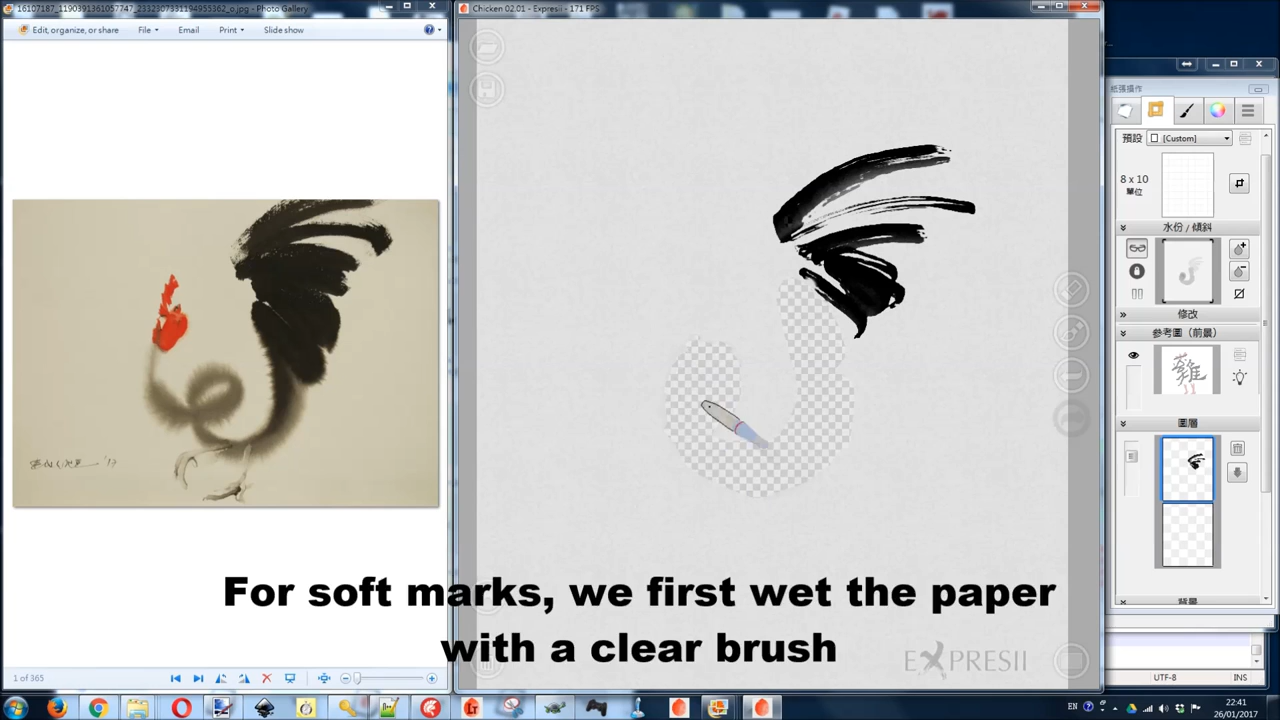 16107187_1190391361057747_2332307331194955362_o.jpg - Photo Gallery
Edit, organize, or share
File
Email
Print
Slide show
Chicken 02.01 - Expresii - 171 FPS
紙張操作
預設
[Custom]
8 x 10
單位
水份 / 傾斜
修改
參考圖 (前景)
圖層
背景
For soft marks, we first wet the paper
with a clear brush
EXPRESII
1 of 365
UTF-8
INS
EN
22:41
26/01/2017